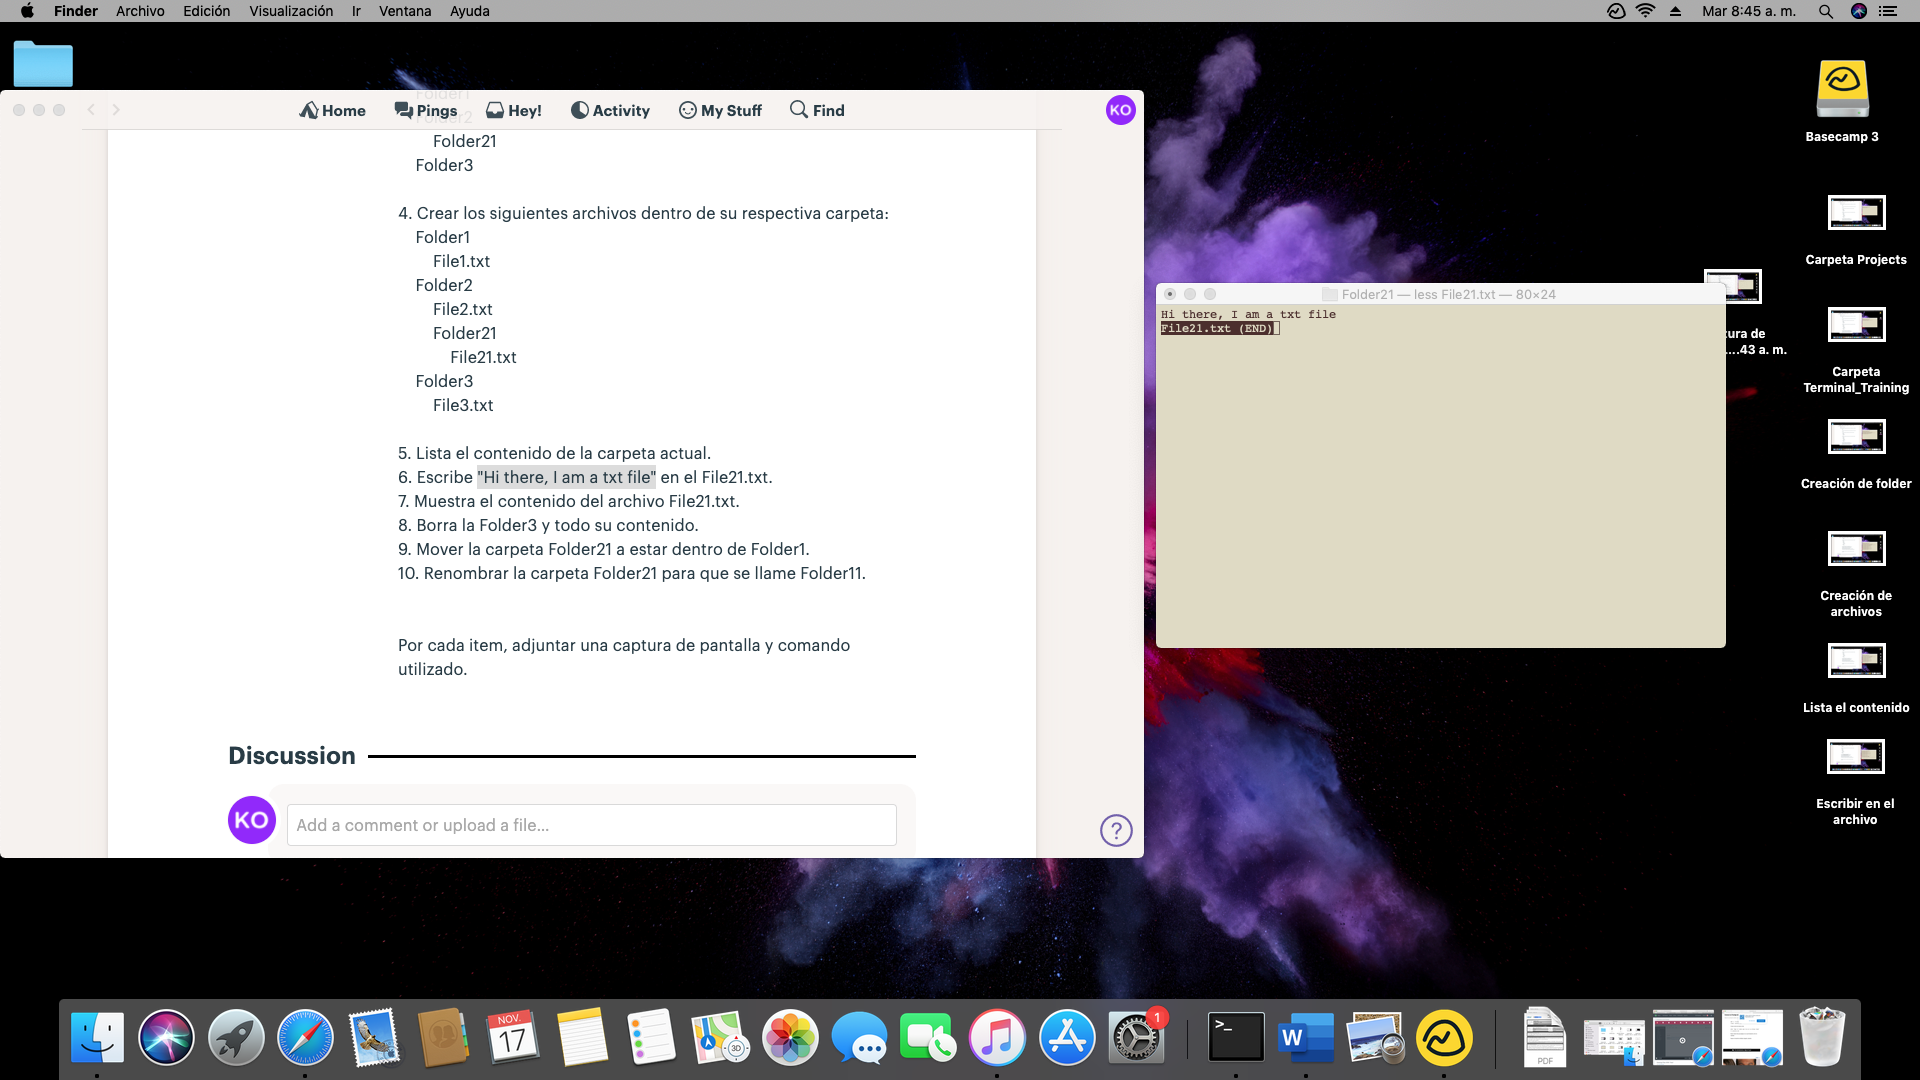 Finder Archivo Edición Visualización Ir Ventana Ayuda Mar 8:45 a. m.
Home Pings Hey! Activity My Stuff Find KO
Folder1
Folder2
Folder21
Folder3
4. Crear los siguientes archivos dentro de su respectiva carpeta:
Folder1
File1.txt
Folder2
File2.txt
Folder21
File21.txt
Folder3
File3.txt
5. Lista el contenido de la carpeta actual.
6. Escribe "Hi there, I am a txt file" en el File21.txt.
7. Muestra el contenido del archivo File21.txt.
8. Borra la Folder3 y todo su contenido.
9. Mover la carpeta Folder21 a estar dentro de Folder1.
10. Renombrar la carpeta Folder21 para que se llame Folder11.
Por cada item, adjuntar una captura de pantalla y comando
utilizado.
Discussion
KO
Add a comment or upload a file...
?
Folder21 — less File21.txt — 80×24
Hi there, I am a txt file
File21.txt (END)
tura de
....43 a. m.
Basecamp 3
Carpeta Projects
Carpeta
Terminal_Training
Creación de folder
Creación de
archivos
Lista el contenido
Escribir en el
archivo
NOV.
17
3D
1
>_
W
PDF